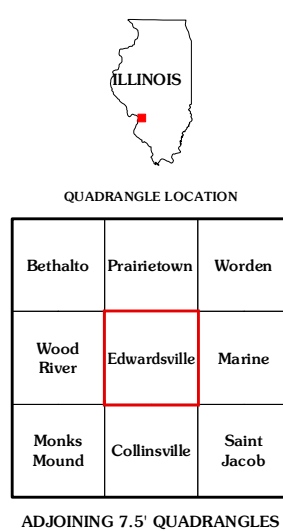 ILLINOIS
QUADRANGLE LOCATION
Bethalto Prairietown Worden
Wood River Edwardsville Marine
Monks Mound Collinsville Saint Jacob
ADJOINING 7.5' QUADRANGLES